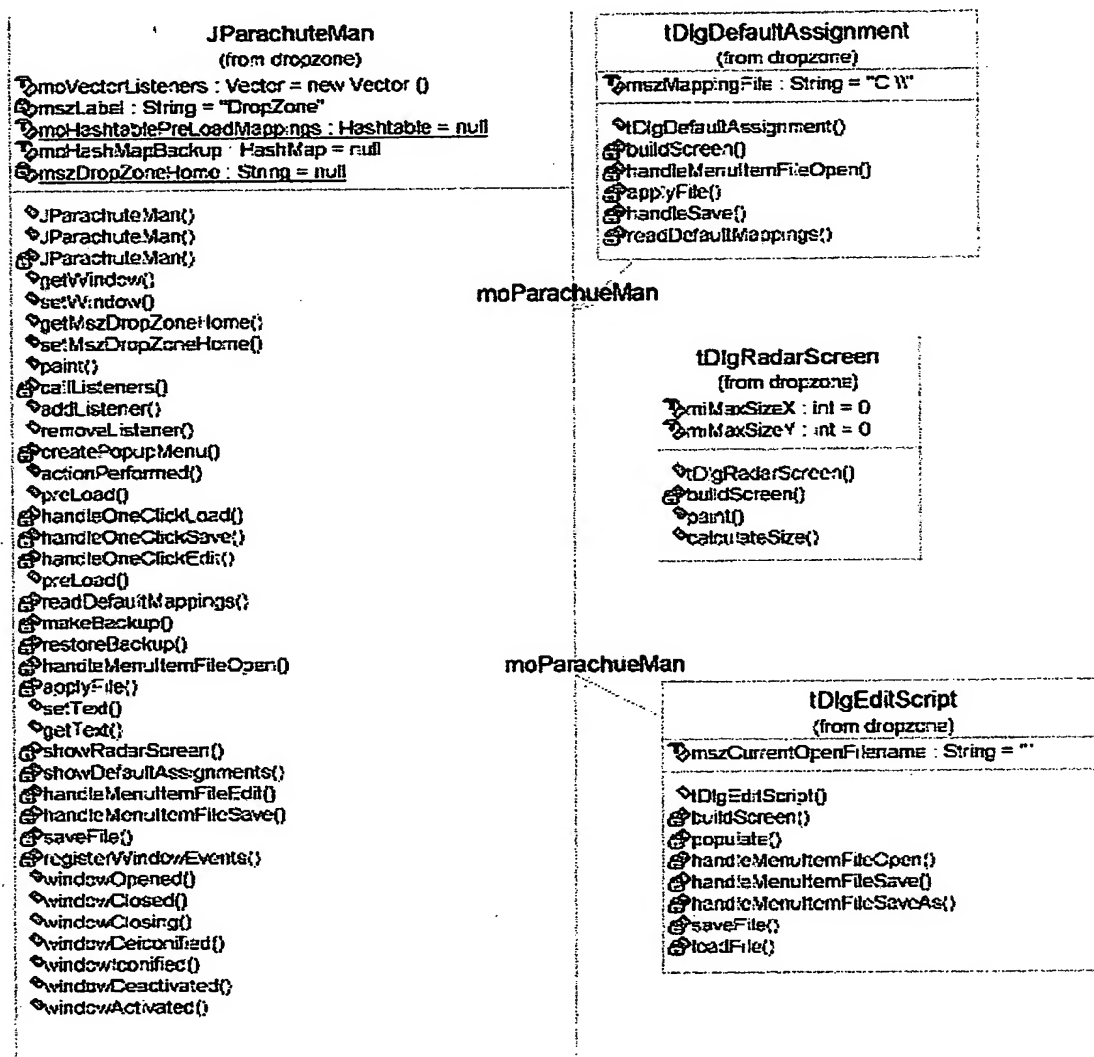 JParachuteMan
(from dropzone)
moVectorListeners : Vector = new Vector ()
mszLabel : String = "DropZone"
moHashtablePreLoadMappings : Hashtable = null
moHashMapBackup : HashMap = null
mszDropZoneHome : String = null
JParachuteMan()
JParachuteMan()
JParachuteMan()
getWindow()
setWindow()
getMszDropZoneHome()
setMszDropZoneHome()
paint()
callListeners()
addListener()
removeListener()
createPopupMenu()
actionPerformed()
preLoad()
handleOneClickLoad()
handleOneClickSave()
handleOneClickEdit()
preLoad()
readDefaultMappings()
makeBackup()
restoreBackup()
handleMenuItemFileOpen()
applyFile()
setText()
getText()
showRadarScreen()
showDefaultAssignments()
handleMenuItemFileEdit()
handleMenuItemFileSave()
saveFile()
registerWindowEvents()
windowOpened()
windowClosed()
windowClosing()
windowDeiconified()
windowIconified()
windowDeactivated()
windowActivated()
tDlgDefaultAssignment
(from dropzone)
mszMappingFile : String = "C \\"
tDlgDefaultAssignment()
buildScreen()
handleMenuItemFileOpen()
applyFile()
handleSave()
readDefaultMappings()
moParachueMan
tDlgRadarScreen
(from dropzone)
miMaxSizeX : int = 0
miMaxSizeY : int = 0
tDlgRadarScreen()
buildScreen()
paint()
calculateSize()
moParachueMan
tDlgEditScript
(from dropzone)
mszCurrentOpenFilename : String = ""
tDlgEditScript()
buildScreen()
populate()
handleMenuItemFileOpen()
handleMenuItemFileSave()
handleMenuItemFileSaveAs()
saveFile()
loadFile()